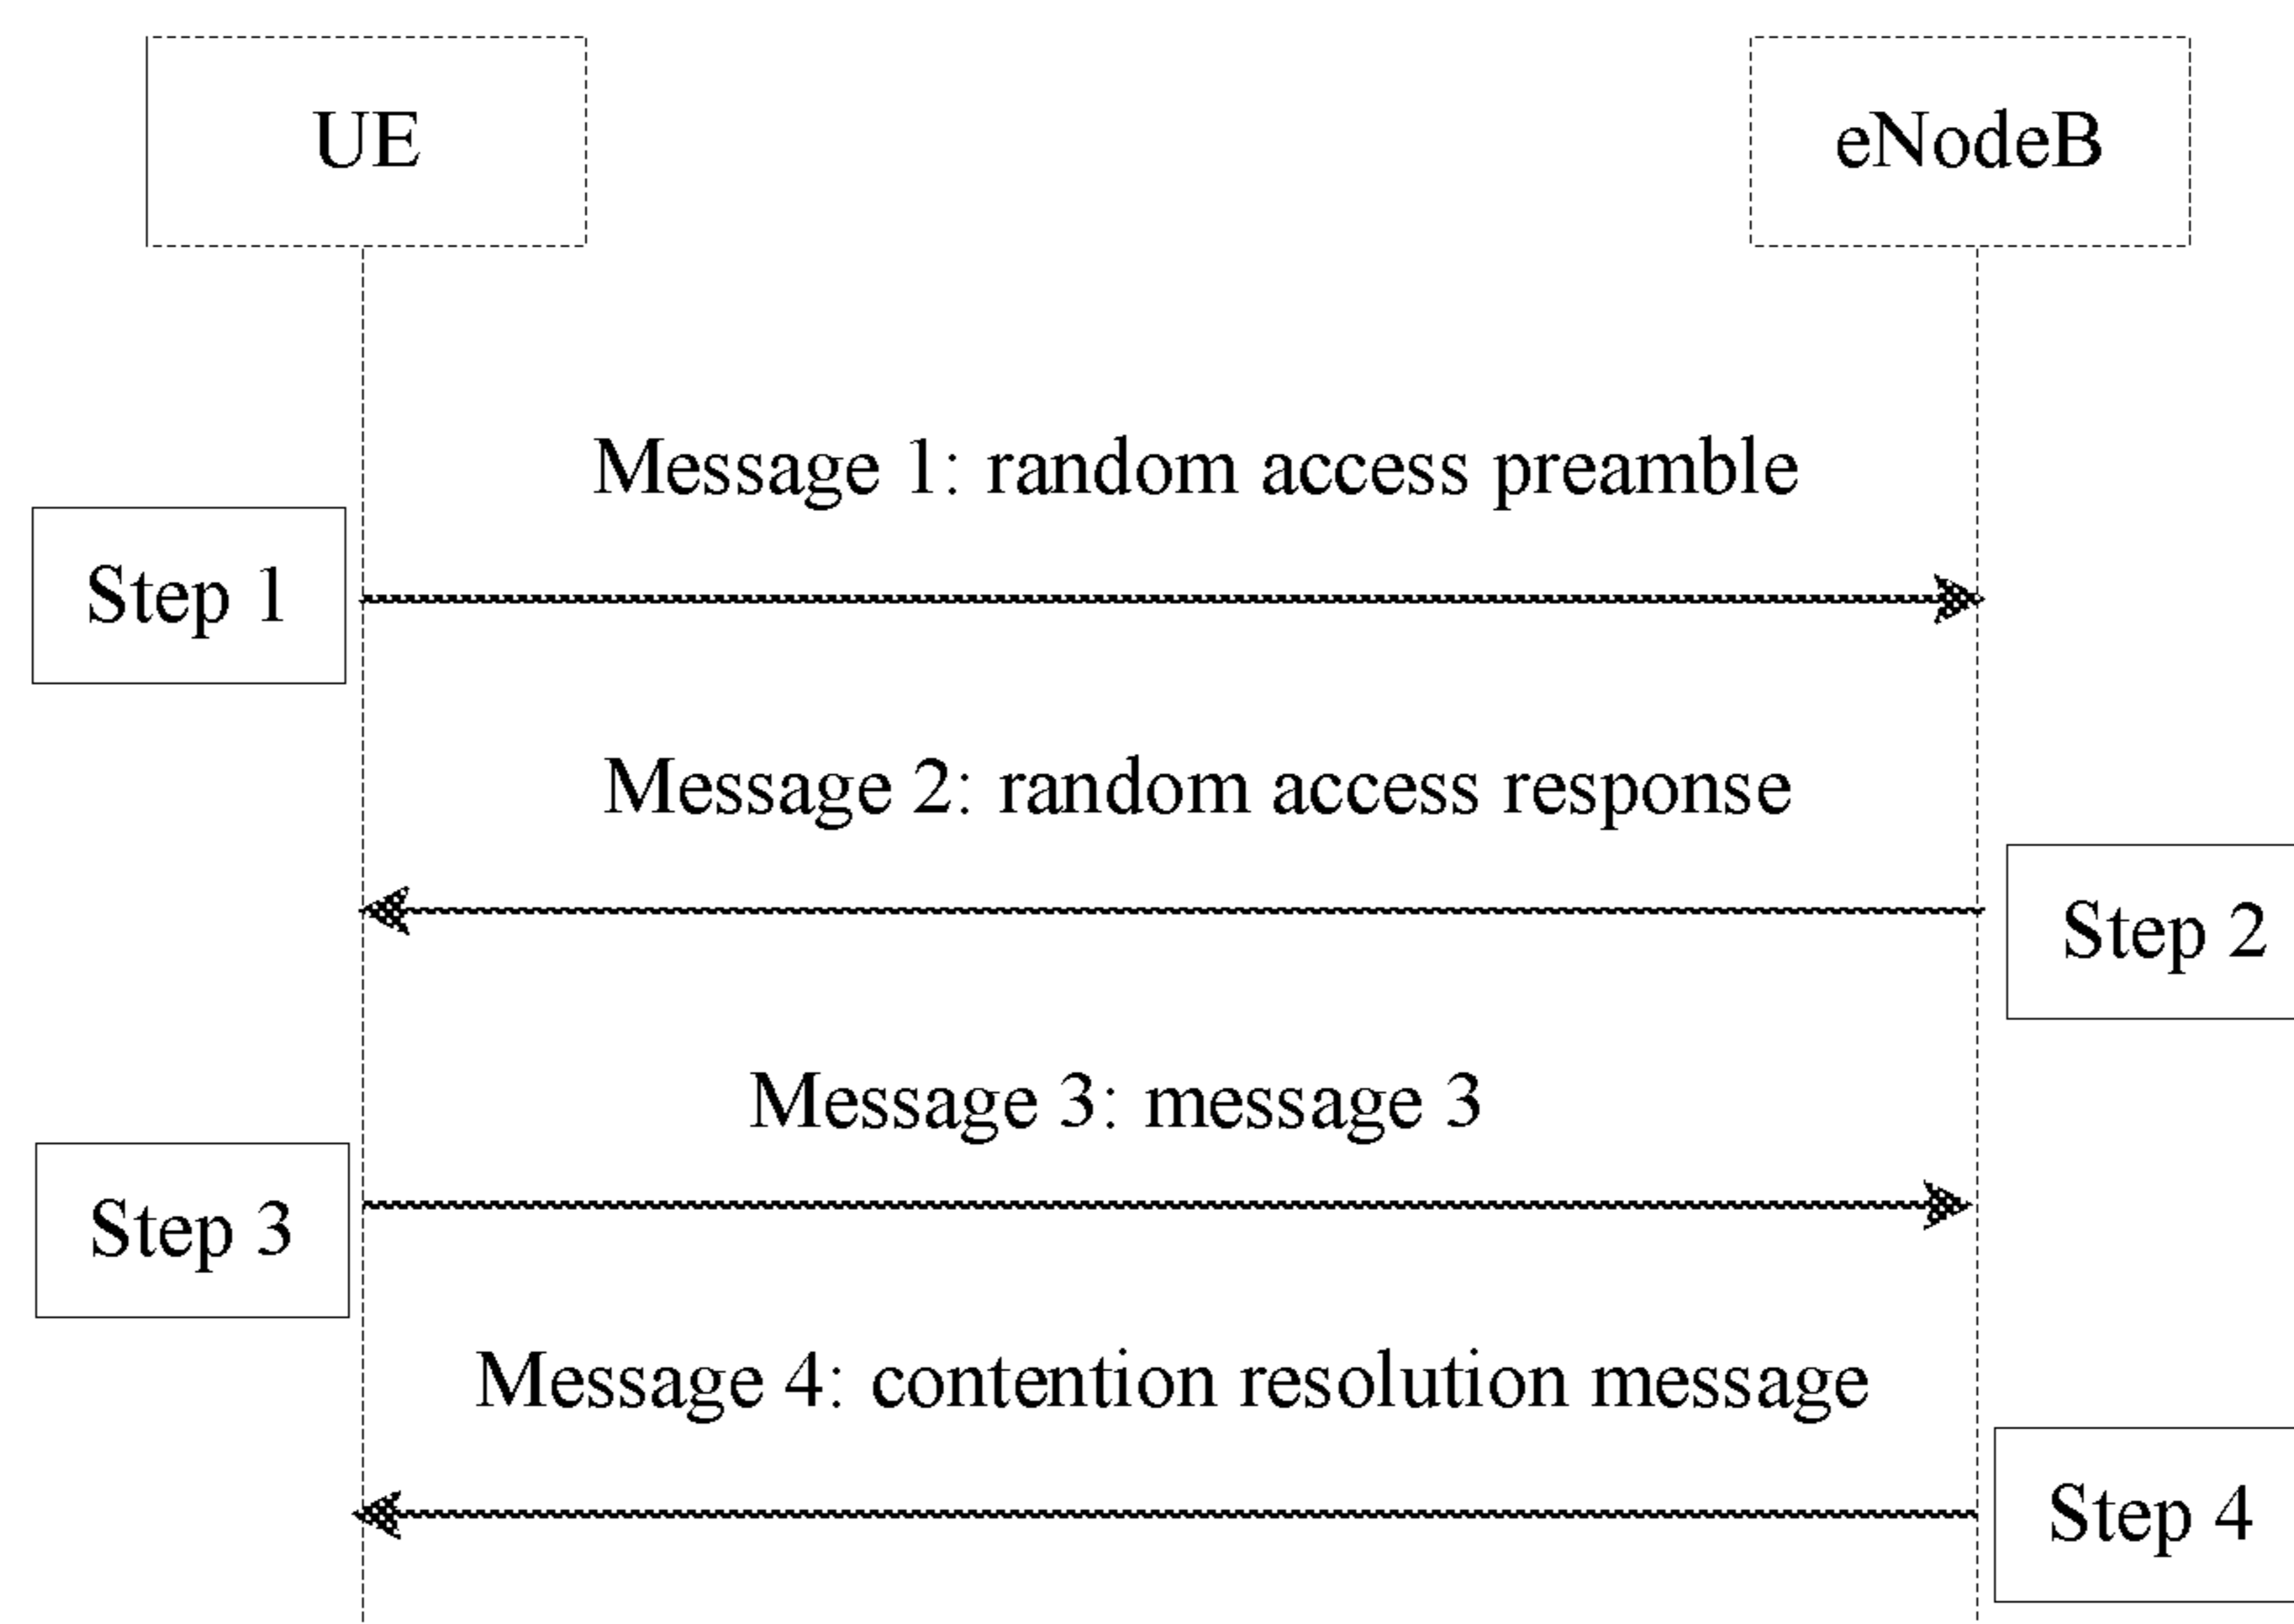 UE
eNodeB
Message 1: random access preamble
Step 1
Message 2: random access response
Step 2
Message 3: message 3
Step 3
Message 4: contention resolution message
Step 4